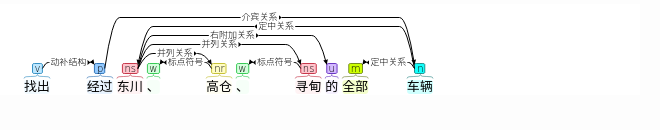 介宾关系
定中关系
右附加关系
并列关系
并列关系
动补结构 标点符号 标点符号 定中关系
v p ns w nr w ns u m n
找出 经过 东川 、 高仓 、 寻甸 的 全部 车辆